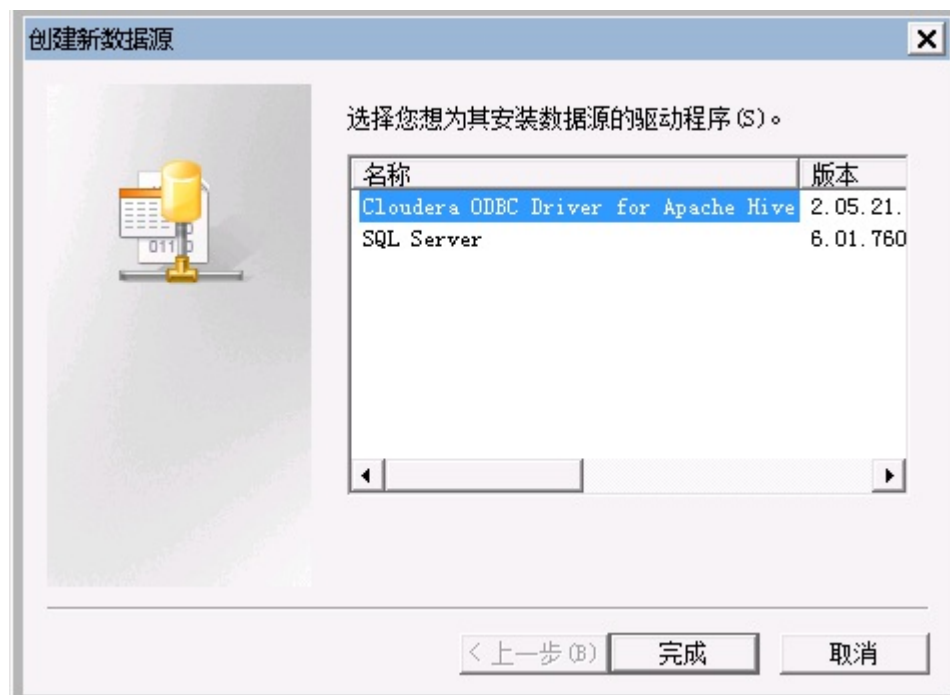 创建新数据源
选择您想为其安装数据源的驱动程序(S)。
名称 版本
Cloudera ODBC Driver for Apache Hive 2.05.21.
SQL Server 6.01.760
011
< 上一步(B) 完成 取消